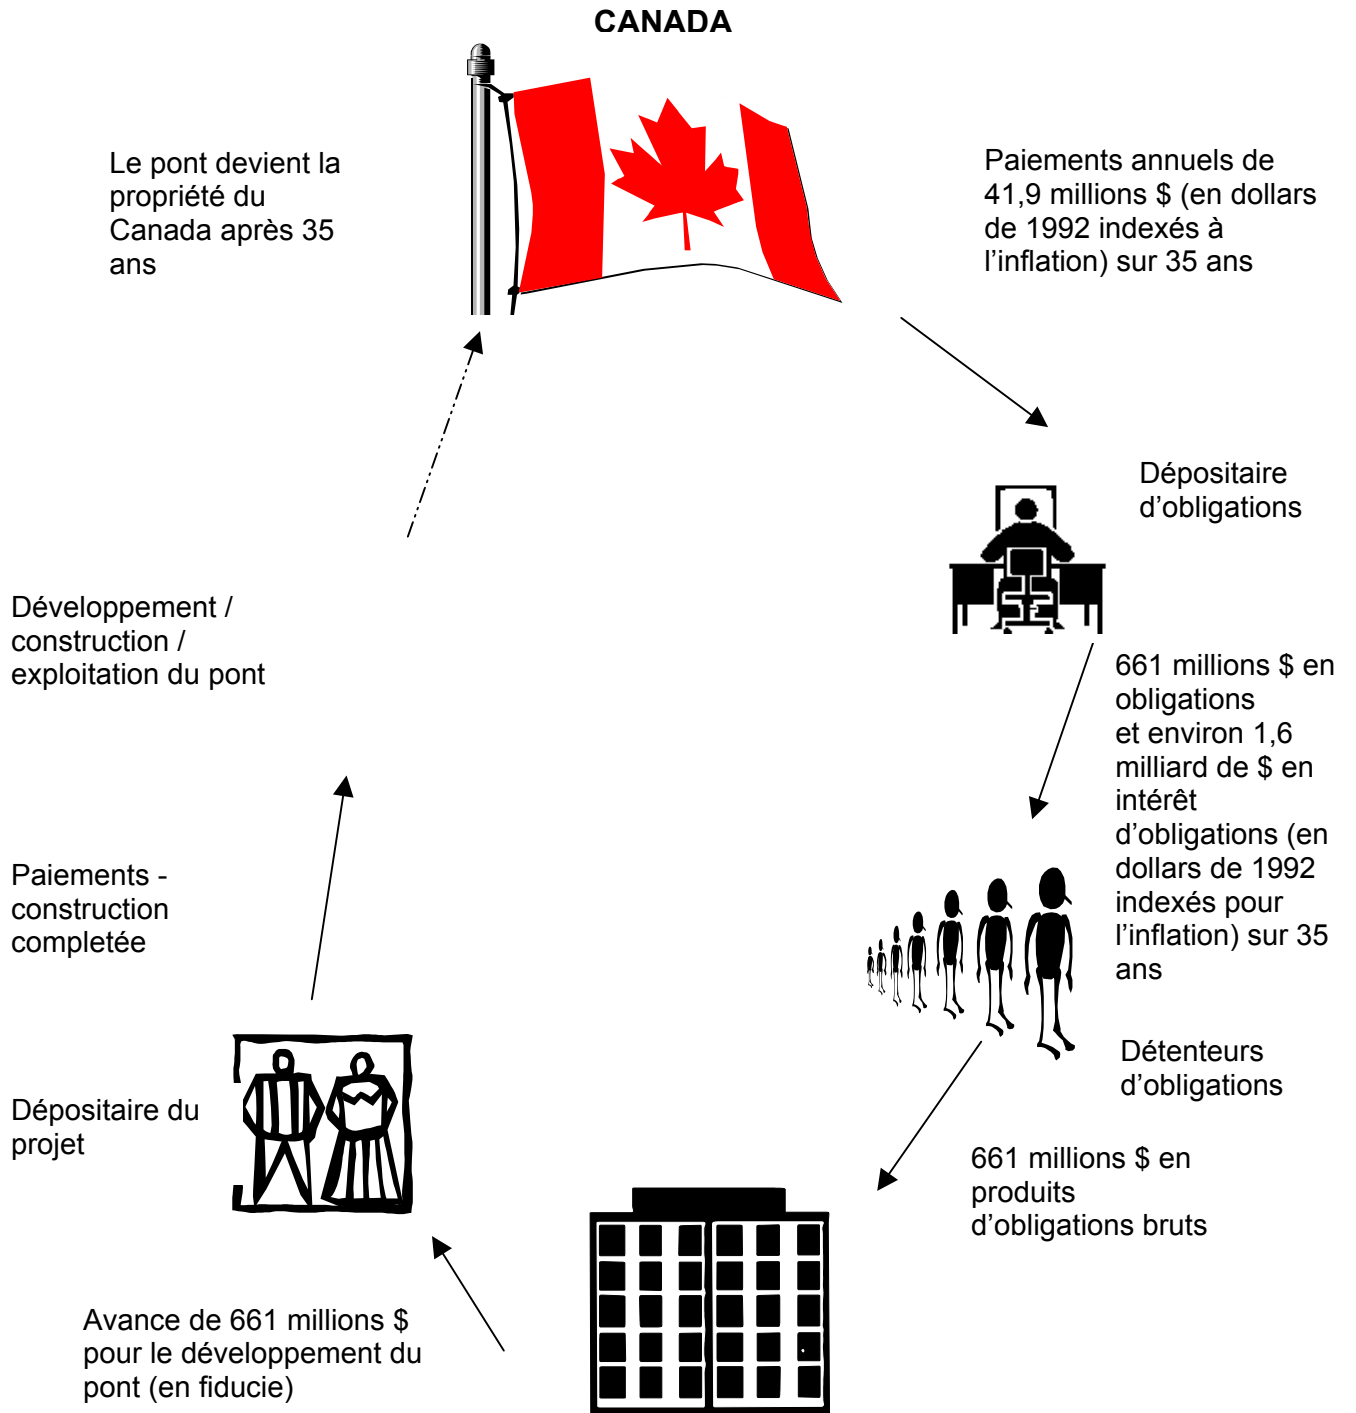 CANADA
Le pont devient la
propriété du
Canada après 35
ans
Paiements annuels de
41,9 millions $ (en dollars
de 1992 indexés à
l’inflation) sur 35 ans
Dépositaire
d’obligations
Développement /
construction /
exploitation du pont
661 millions $ en
obligations
et environ 1,6
milliard de $ en
intérêt
d’obligations (en
dollars de 1992
indexés pour
l’inflation) sur 35
ans
Paiements -
construction
completée
Détenteurs
d’obligations
Dépositaire du
projet
661 millions $ en
produits
d’obligations bruts
Avance de 661 millions $
pour le développement du
pont (en fiducie)